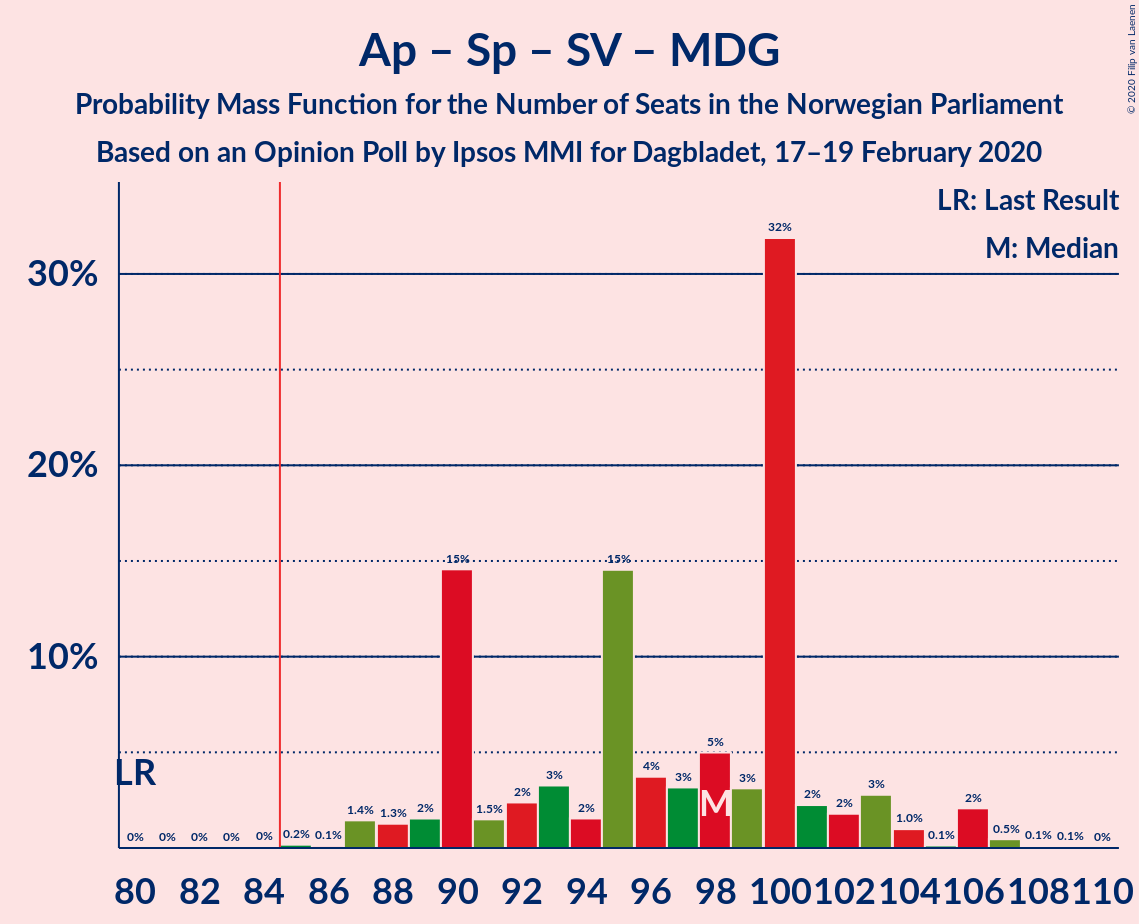 Ap – Sp – SV – MDG
Probability Mass Function for the Number of Seats in the Norwegian Parliament
Based on an Opinion Poll by Ipsos MMI for Dagbladet, 17–19 February 2020
© 2020 Filip van Laenen
LR: Last Result
M: Median
30%
20%
10%
LR
M
0% 0% 0% 0% 0% 0.2% 0.1% 1.4% 1.3% 2% 15% 1.5% 2% 3% 2% 15% 4% 3% 5% 3% 32% 2% 2% 3% 1.0% 0.1% 2% 0.5% 0.1% 0.1% 0%
80 82 84 86 88 90 92 94 96 98 100 102 104 106 108 110